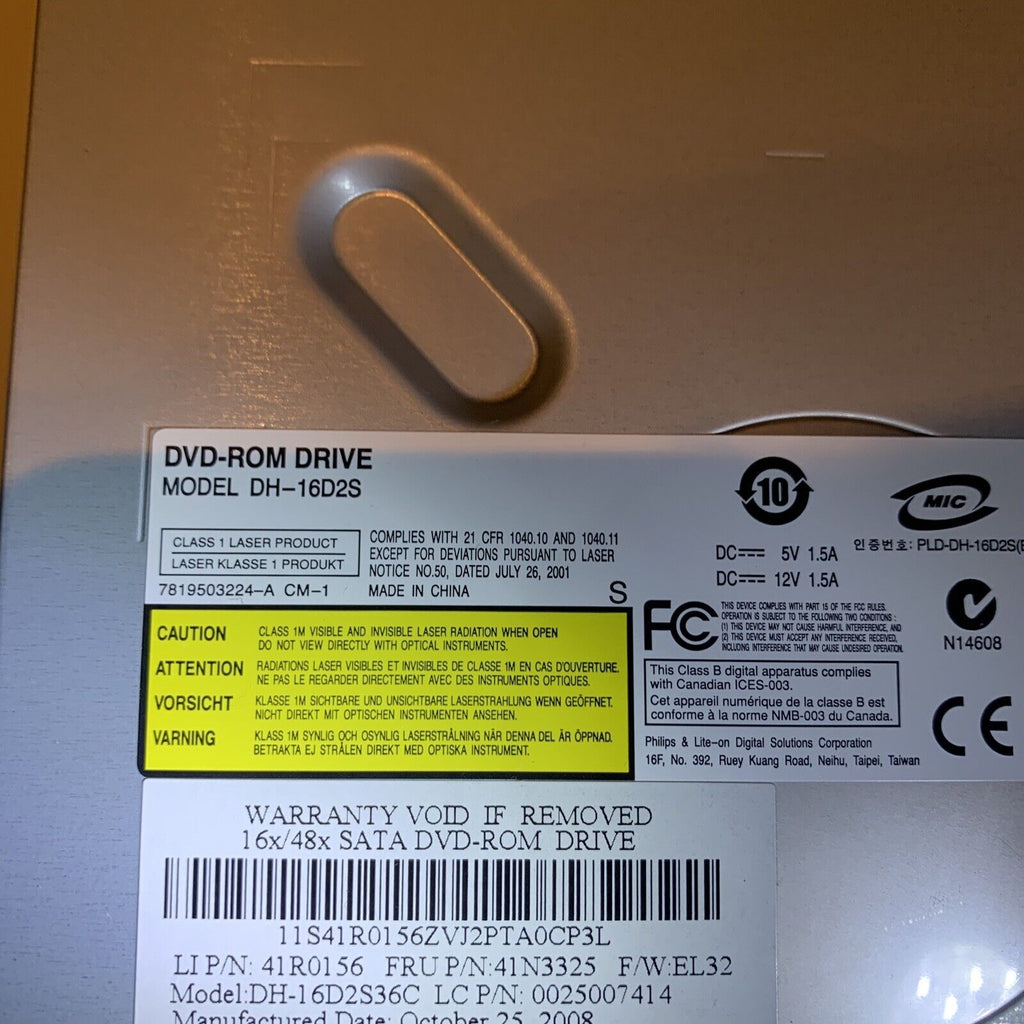 DVD-ROM DRIVE
MODEL DH-16D2S
CLASS 1 LASER PRODUCT
LASER KLASSE 1 PRODUKT
COMPLIES WITH 21 CFR 1040.10 AND 1040.11
EXCEPT FOR DEVIATIONS PURSUANT TO LASER
NOTICE NO.50, DATED JULY 26, 2001
7819503224-A CM-1
MADE IN CHINA
S
10
MIC
DC 5V 1.5A
DC 12V 1.5A
인증번호: PLD-DH-16D2S(
FC
THIS DEVICE COMPLIES WITH PART 15 OF THE FCC RULES.
OPERATION IS SUBJECT TO THE FOLLOWING TWO CONDITIONS :
(1) THIS DEVICE MAY NOT CAUSE HARMFUL INTERFERENCE, AND
(2) THIS DEVICE MUST ACCEPT ANY INTERFERENCE RECEIVED,
INCLUDING INTERFERENCE THAT MAY CAUSE UNDESIRED OPERATION.
N14608
CAUTION CLASS 1M VISIBLE AND INVISIBLE LASER RADIATION WHEN OPEN
DO NOT VIEW DIRECTLY WITH OPTICAL INSTRUMENTS.
ATTENTION RADIATIONS LASER VISIBLES ET INVISIBLES DE CLASSE 1M EN CAS D'OUVERTURE.
NE PAS LE REGARDER DIRECTEMENT AVEC DES INSTRUMENTS OPTIQUES.
VORSICHT KLASSE 1M SICHTBARE UND UNSICHTBARE LASERSTRAHLUNG WENN GEÖFFNET.
NICHT DIREKT MIT OPTISCHEN INSTRUMENTEN ANSEHEN.
VARNING KLASS 1M SYNLIG OCH OSYNLIG LASERSTRÅLNING NÄR DENNA DEL ÄR ÖPPNAD.
BETRAKTA EJ STRÅLEN DIREKT MED OPTISKA INSTRUMENT.
This Class B digital apparatus complies
with Canadian ICES-003.
Cet appareil numérique de la classe B est
conforme à la norme NMB-003 du Canada.
CE
Philips & Lite-on Digital Solutions Corporation
16F, No. 392, Ruey Kuang Road, Neihu, Taipei, Taiwan
WARRANTY VOID IF REMOVED
16x/48x SATA DVD-ROM DRIVE
11S41R0156ZVJ2PTA0CP3L
LI P/N: 41R0156 FRU P/N:41N3325 F/W:EL32
Model:DH-16D2S36C LC P/N: 0025007414
Manufactured Date: October 25, 2008